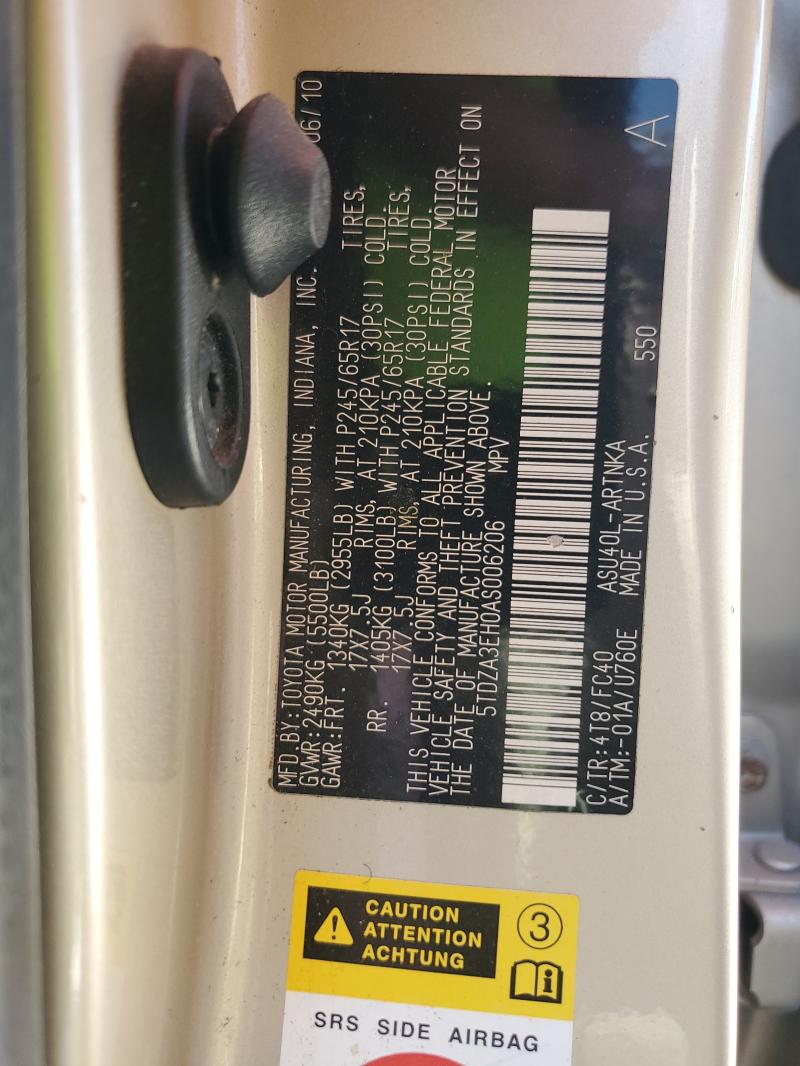 MFD.BY:TOYOTA MOTOR MANUFACTURING, INDIANA, INC. 06/10
GVWR:2490KG (5500LB)
GAWR:FRT. 1340KG (2955LB) WITH P245/65R17 TIRES,
17X7.5J RIMS, AT 210KPA (30PSI) COLD.
RR. 1405KG (3100LB) WITH P245/65R17 TIRES,
17X7.5J RIMS, AT 210KPA (30PSI) COLD.
THIS VEHICLE CONFORMS TO ALL APPLICABLE FEDERAL MOTOR
VEHICLE SAFETY AND THEFT PREVENTION STANDARDS IN EFFECT ON
THE DATE OF MANUFACTURE SHOWN ABOVE.
5TDZA3EH0AS006206 MPV
C/TR:4T8/FC40 ASU40L-ARTNKA 550 A
A/TM:-01A/U760E MADE IN U.S.A.
CAUTION
ATTENTION
ACHTUNG
3
i
SRS SIDE AIRBAG